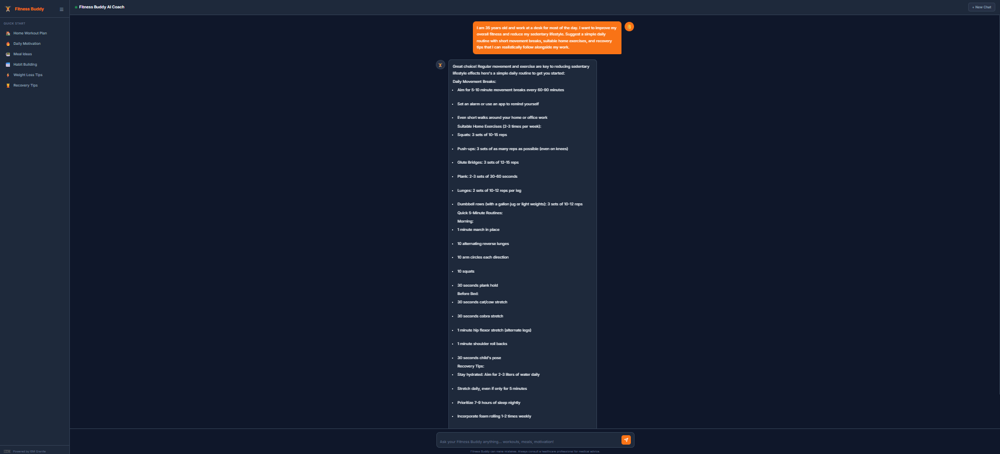 Fitness Buddy
QUICK START
Home Workout Plan
Daily Motivation
Meal Ideas
Habit Building
Weight Loss Tips
Recovery Tips
Powered by IBM Granite
Fitness Buddy AI Coach
+ New Chat
I am 35 years old and work at a desk for most of the day. I want to improve my
overall fitness and reduce my sedentary lifestyle. Suggest a simple daily
routine with short movement breaks, suitable home exercises, and recovery
tips that I can realistically follow alongside my work.
Great choice! Regular movement and exercise are key to reducing sedentary
lifestyle effects here's a simple daily routine to get you started:
Daily Movement Breaks:
• Aim for 5-10 minute movement breaks every 60-90 minutes
• Set an alarm or use an app to remind yourself
• Even short walks around your home or office work
Suitable Home Exercises (2-3 times per week):
• Squats: 3 sets of 10-15 reps
• Push-ups: 3 sets of as many reps as possible (even on knees)
• Glute Bridges: 3 sets of 12-15 reps
• Plank: 2-3 sets of 30-60 seconds
• Lunges: 2 sets of 10-12 reps per leg
• Dumbbell rows (with a gallon jug or light weights): 3 sets of 10-12 reps
Quick 5-Minute Routines:
Morning:
• 1 minute march in place
• 10 alternating reverse lunges
• 10 arm circles each direction
• 10 squats
• 30 seconds plank hold
Before Bed:
• 30 seconds cat/cow stretch
• 30 seconds cobra stretch
• 1 minute hip flexor stretch (alternate legs)
• 1 minute shoulder roll backs
• 30 seconds child's pose
Recovery Tips:
• Stay hydrated: Aim for 2-3 liters of water daily
• Stretch daily, even if only for 5 minutes
• Prioritize 7-9 hours of sleep nightly
• Incorporate foam rolling 1-2 times weekly
Ask your Fitness Buddy anything... workouts, meals, motivation!
Fitness Buddy can make mistakes. Always consult a healthcare professional for medical advice.